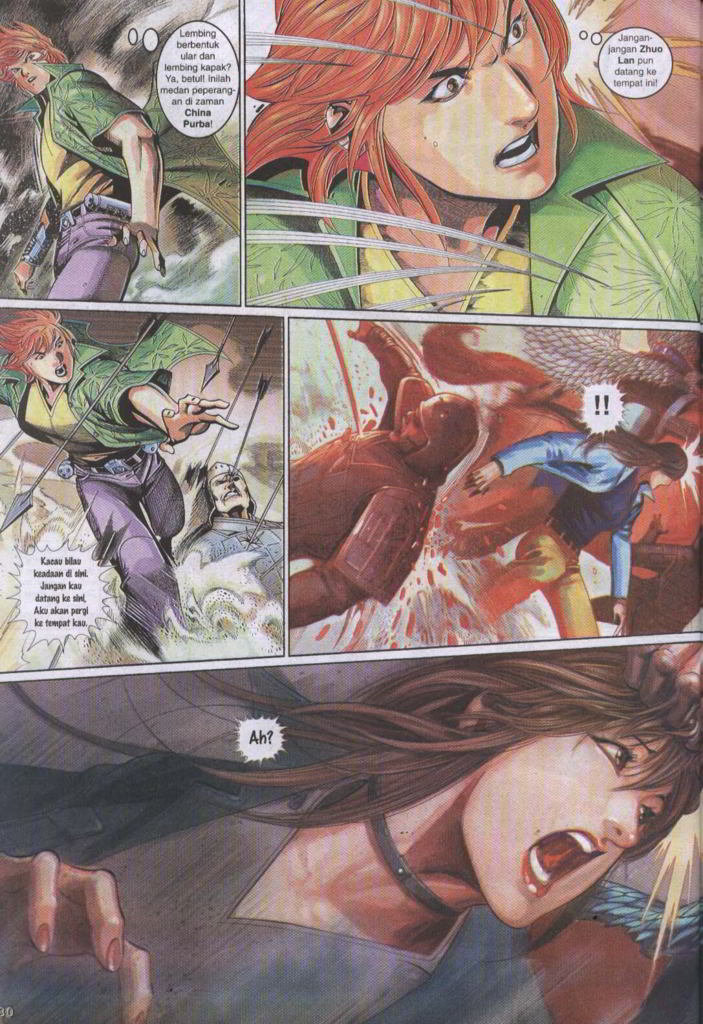 Lembing
berbentuk
ular dan
lembing kapak?
Ya, betul! Inilah
medan peperang-
an di zaman
China
Purba!
Jangan-
jangan Zhuo
Lan pun
datang ke
tempat ini!
Kacau bilau
keadaan di sini.
Jangan kau
datang ke sini,
Aku akan pergi
ke tempat kau.
!!
Ah?
30